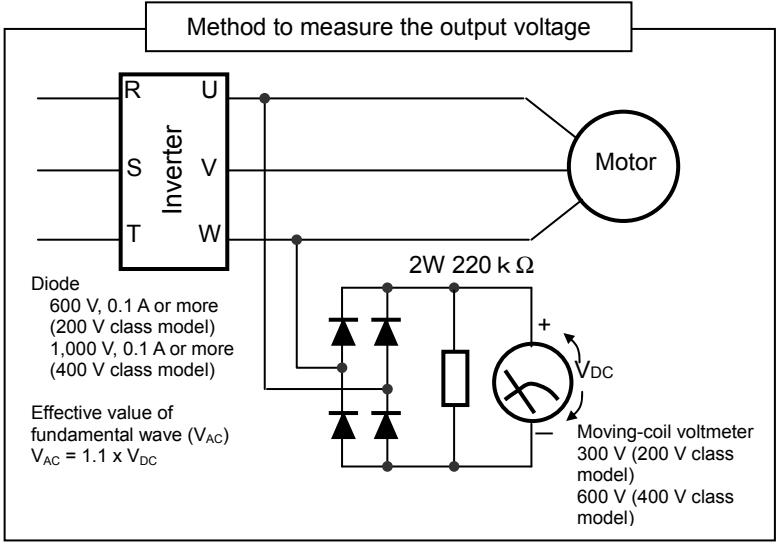 Method to measure the output voltage
R U
S V
T W
Inverter
Motor
2W 220 k Ω
Diode
600 V, 0.1 A or more
(200 V class model)
1,000 V, 0.1 A or more
(400 V class model)
Effective value of
fundamental wave (VAC)
VAC = 1.1 x VDC
+
VDC
–
Moving-coil voltmeter
300 V (200 V class
model)
600 V (400 V class
model)